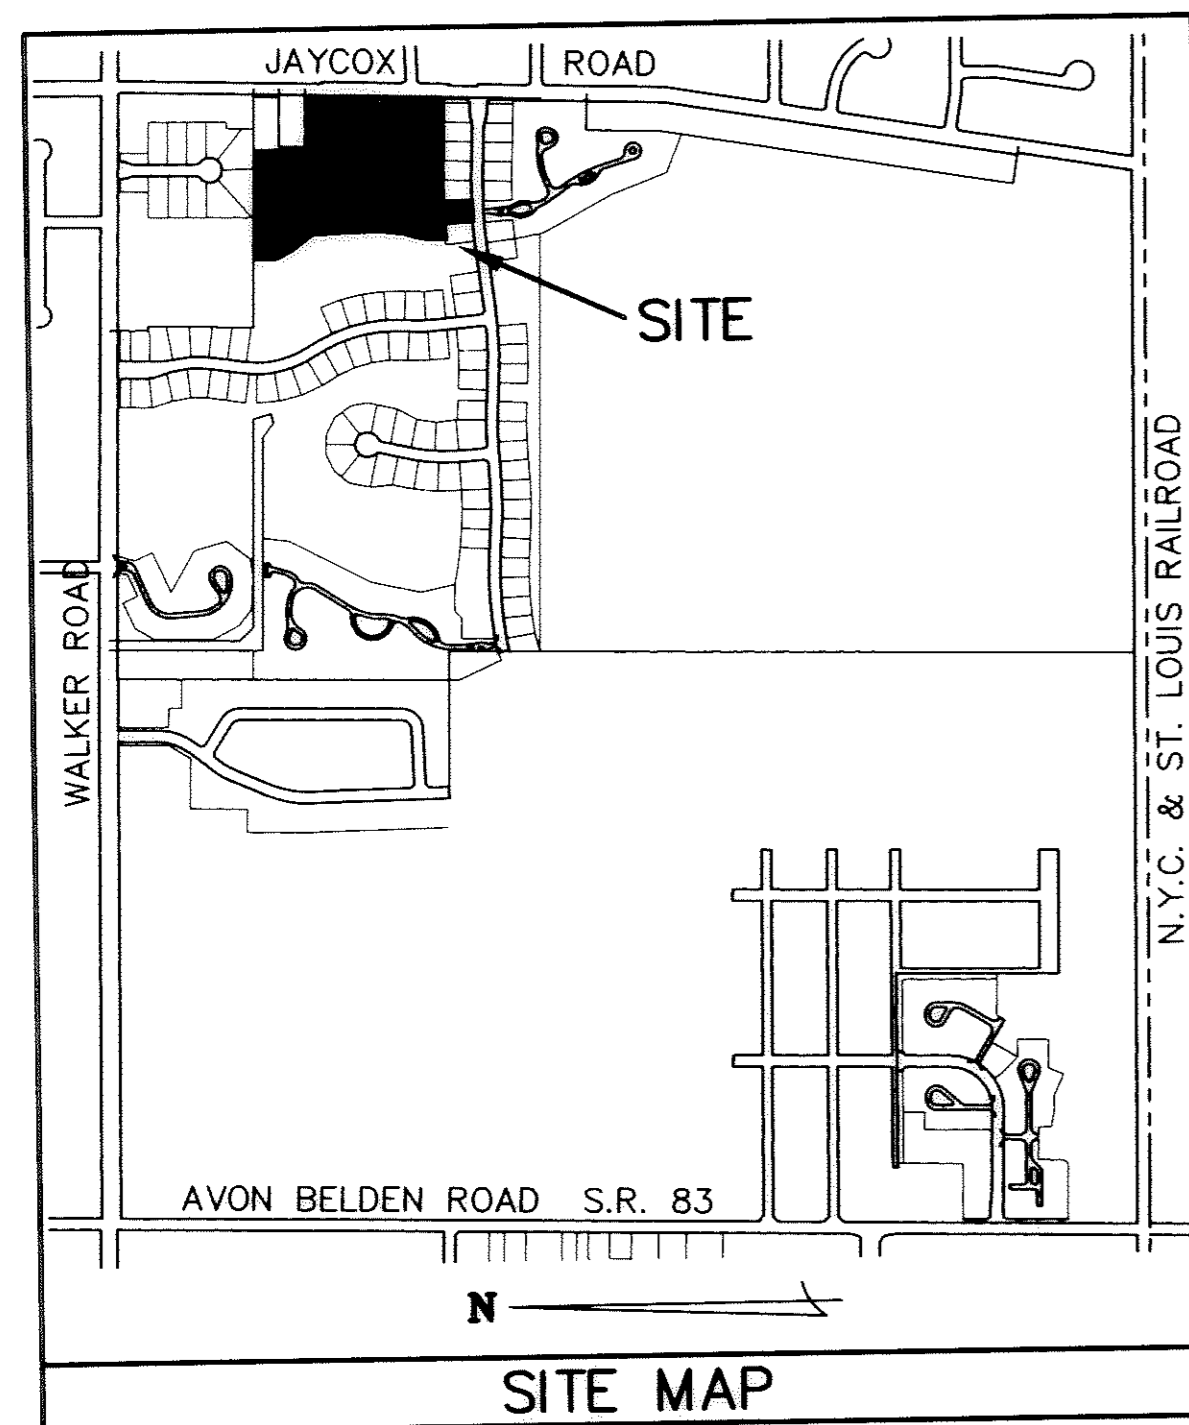 JAYCOX ROAD
SITE
WALKER ROAD
N.Y.C. & ST. LOUIS RAILROAD
AVON BELDEN ROAD S.R. 83
N
SITE MAP